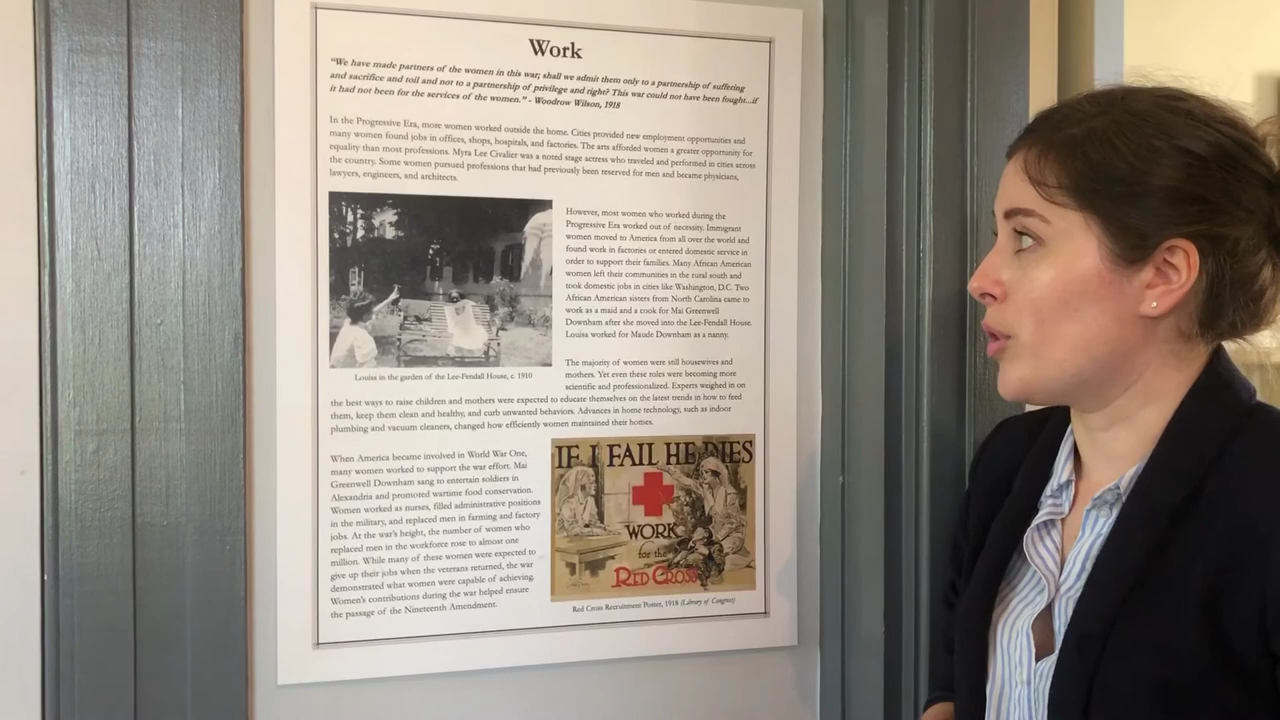 Work
"We have made partners of the women in this war; shall we admit them only to a partnership of suffering
and sacrifice and toil and not to a partnership of privilege and right? This war could not have been fought...if
it had not been for the services of the women." - Woodrow Wilson, 1918
In the Progressive Era, more women worked outside the home. Cities provided new employment opportunities and
many women found jobs in offices, shops, hospitals, and factories. The arts afforded women a greater opportunity for
equality than most professions. Myra Lee Civalier was a noted stage actress who traveled and performed in cities across
the country. Some women pursued professions that had previously been reserved for men and became physicians,
lawyers, engineers, and architects.
However, most women who worked during the
Progressive Era worked out of necessity. Immigrant
women moved to America from all over the world and
found work in factories or entered domestic service in
order to support their families. Many African American
women left their communities in the rural south and
took domestic jobs in cities like Washington, D.C. Two
African American sisters from North Carolina came to
work as a maid and a cook for Mai Greenwell
Downham after she moved into the Lee-Fendall House.
Louisa worked for Maude Downham as a nanny.
Louisa in the garden of the Lee-Fendall House, c. 1910
The majority of women were still housewives and
mothers. Yet even these roles were becoming more
scientific and professionalized. Experts weighed in on
the best ways to raise children and mothers were expected to educate themselves on the latest trends in how to feed
them, keep them clean and healthy, and curb unwanted behaviors. Advances in home technology, such as indoor
plumbing and vacuum cleaners, changed how efficiently women maintained their homes.
When America became involved in World War One,
many women worked to support the war effort. Mai
Greenwell Downham sang to entertain soldiers in
Alexandria and promoted wartime food conservation.
Women worked as nurses, filled administrative positions
in the military, and replaced men in farming and factory
jobs. At the war's height, the number of women who
replaced men in the workforce rose to almost one
million. While many of these women were expected to
give up their jobs when the veterans returned, the war
demonstrated what women were capable of achieving.
Women's contributions during the war helped ensure
the passage of the Nineteenth Amendment.
IF I FAIL HE DIES
WORK
for the
RED CROSS
Red Cross Recruitment Poster, 1918 (Library of Congress)